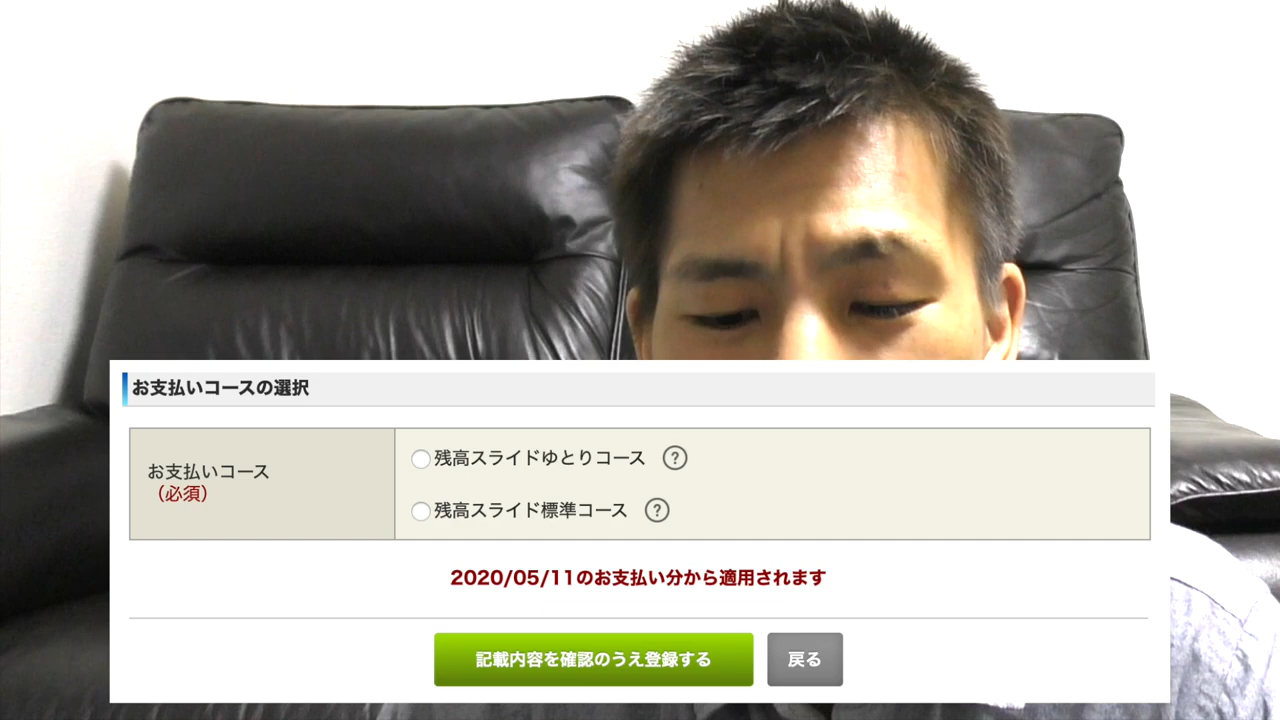 お支払いコースの選択
お支払いコース
（必須）
残高スライドゆとりコース ?
残高スライド標準コース ?
2020/05/11のお支払い分から適用されます
記載内容を確認のうえ登録する
戻る